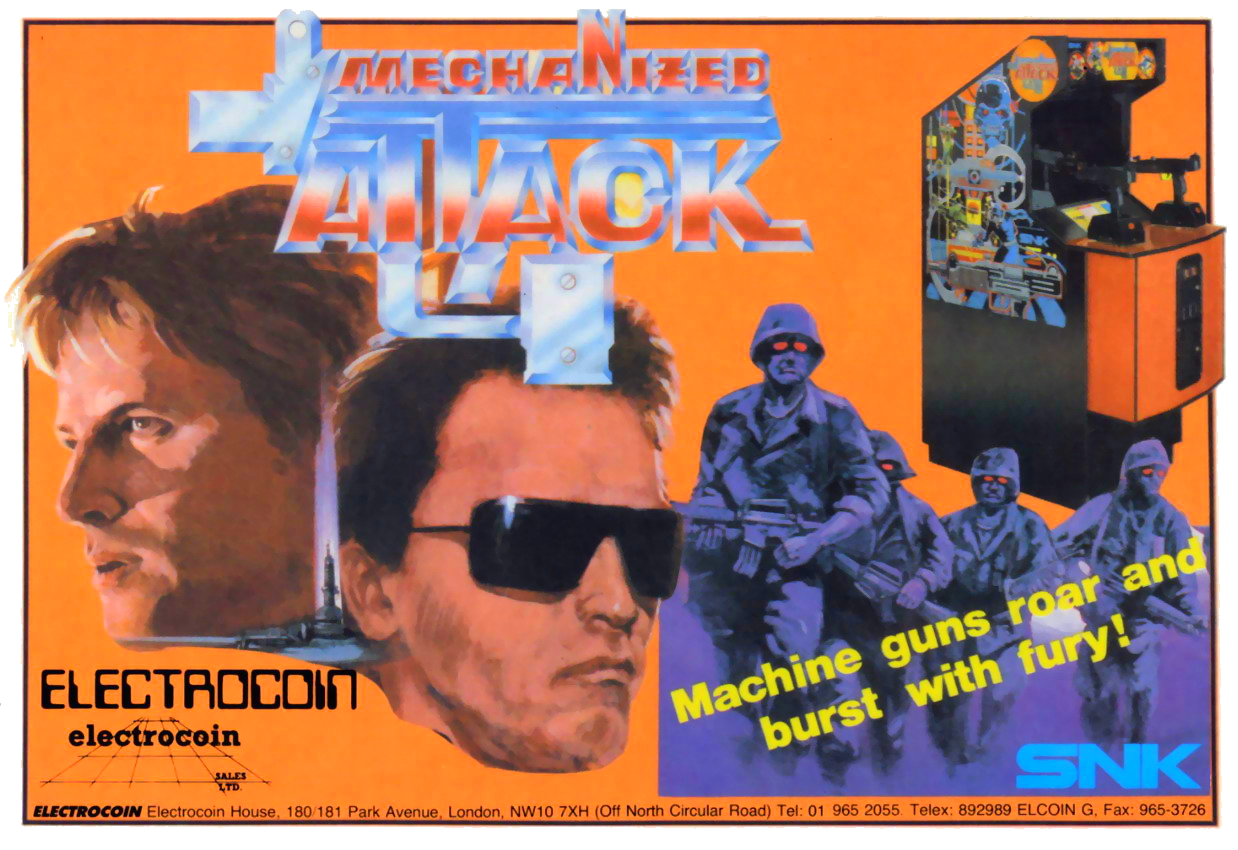 MECHANIZED
ATTACK
ATTACK
SNK
Machine guns roar and
burst with fury!
ELECTROCOIN
electrocoin
SALES
LTD.
SNK
ELECTROCOIN Electrocoin House, 180/181 Park Avenue, London, NW10 7XH (Off North Circular Road) Tel: 01 965 2055. Telex: 892989 ELCOIN G, Fax: 965-3726